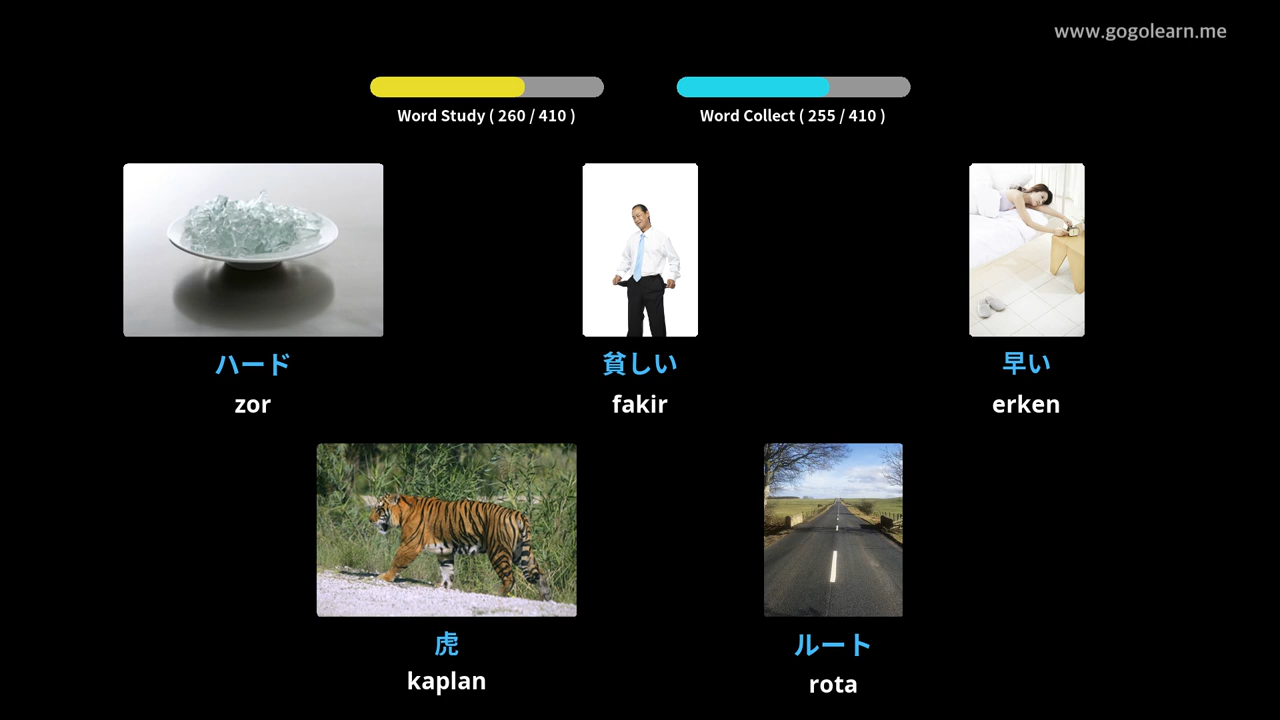 www.gogolearn.me
Word Study ( 260 / 410 )
Word Collect ( 255 / 410 )
ハード
zor
貧しい
fakir
早い
erken
虎
kaplan
ルート
rota